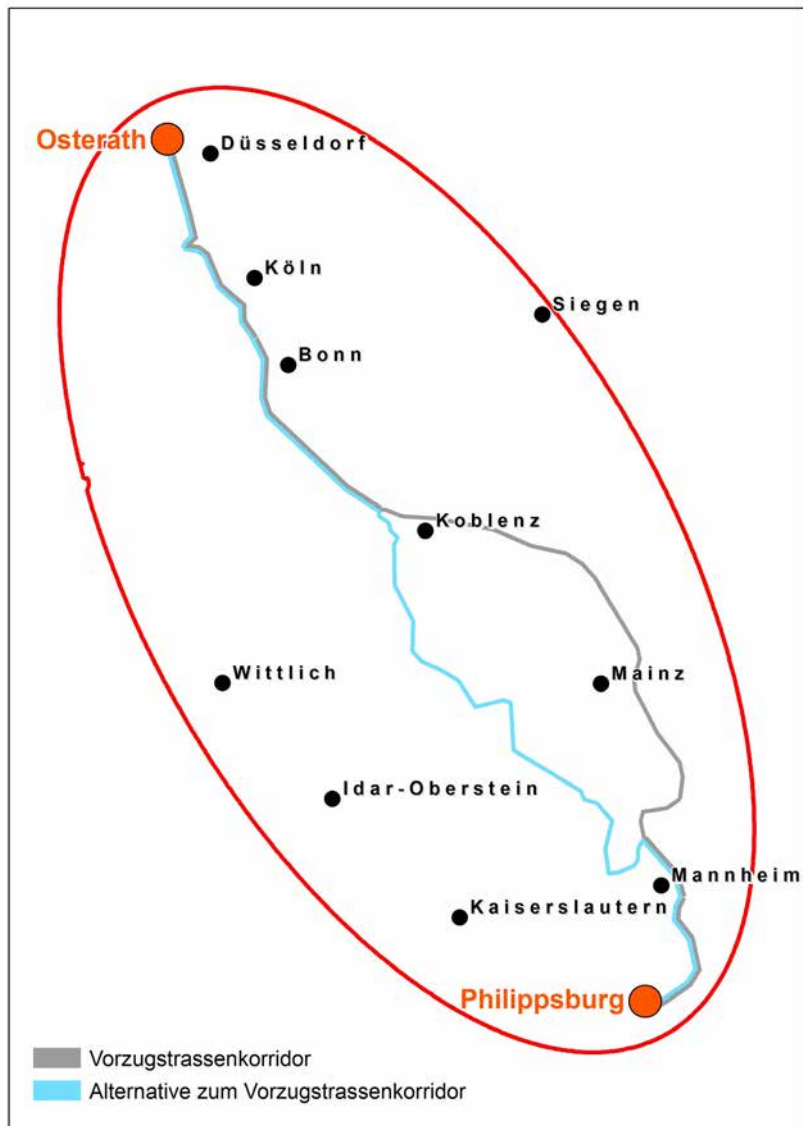 Osterath
Düsseldorf
Köln
Siegen
Bonn
Koblenz
Wittlich
Mainz
Idar-Oberstein
Mannheim
Kaiserslautern
Philippsburg
Vorzugstrassenkorridor
Alternative zum Vorzugstrassenkorridor